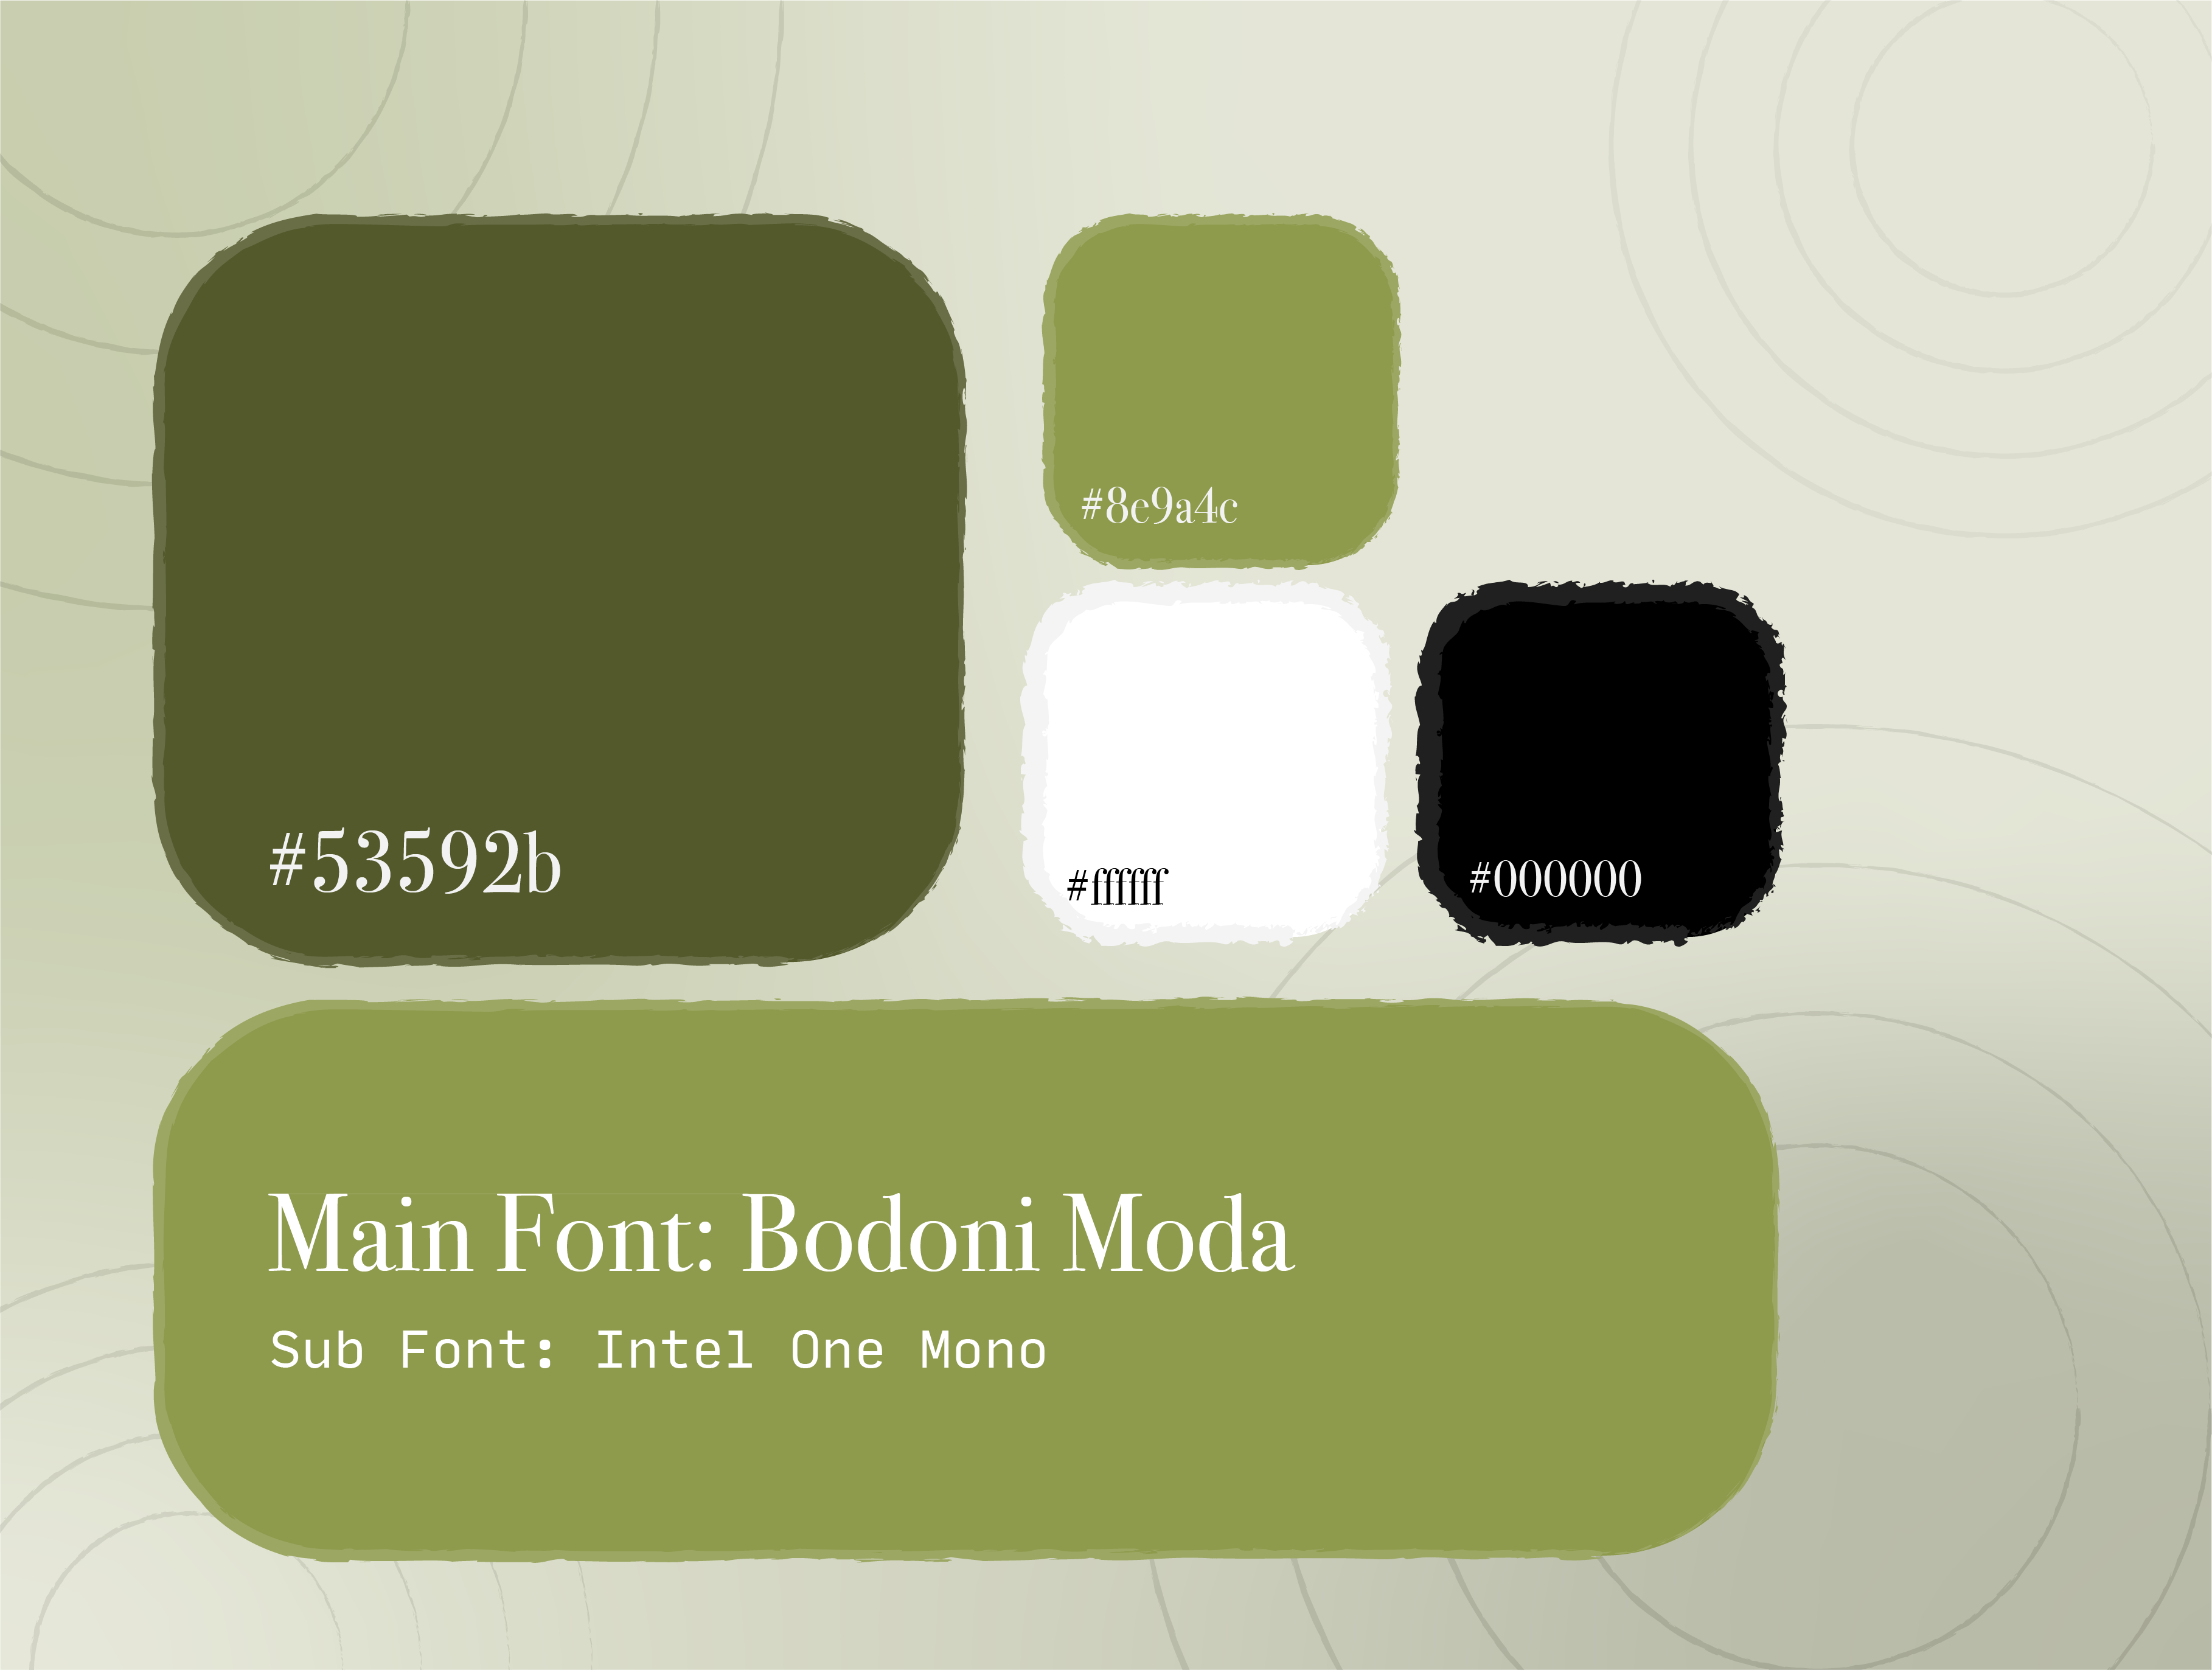 #8e9a4c
#53592b
#ffffff
#000000
Main Font: Bodoni Moda
Sub Font: Intel One Mono